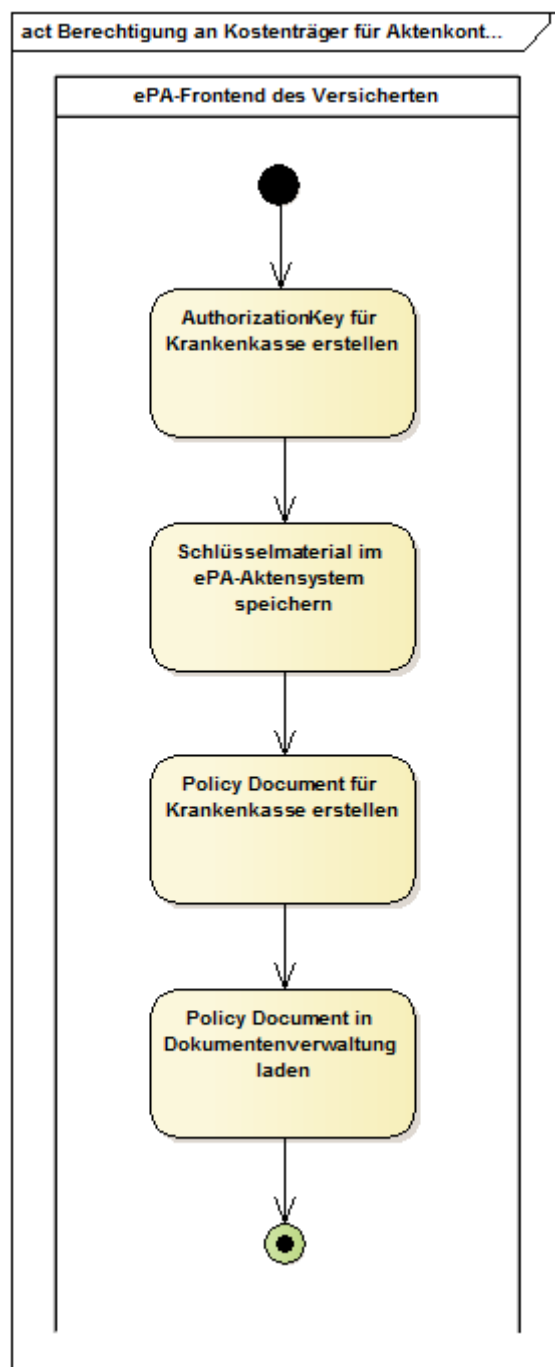 act Berechtigung an Kostenträger für Aktenkont...
ePA-Frontend des Versicherten
AuthorizationKey für
Krankenkasse erstellen
Schlüsselmaterial im
ePA-Aktensystem
speichern
Policy Document für
Krankenkasse erstellen
Policy Document in
Dokumentenverwaltung
laden